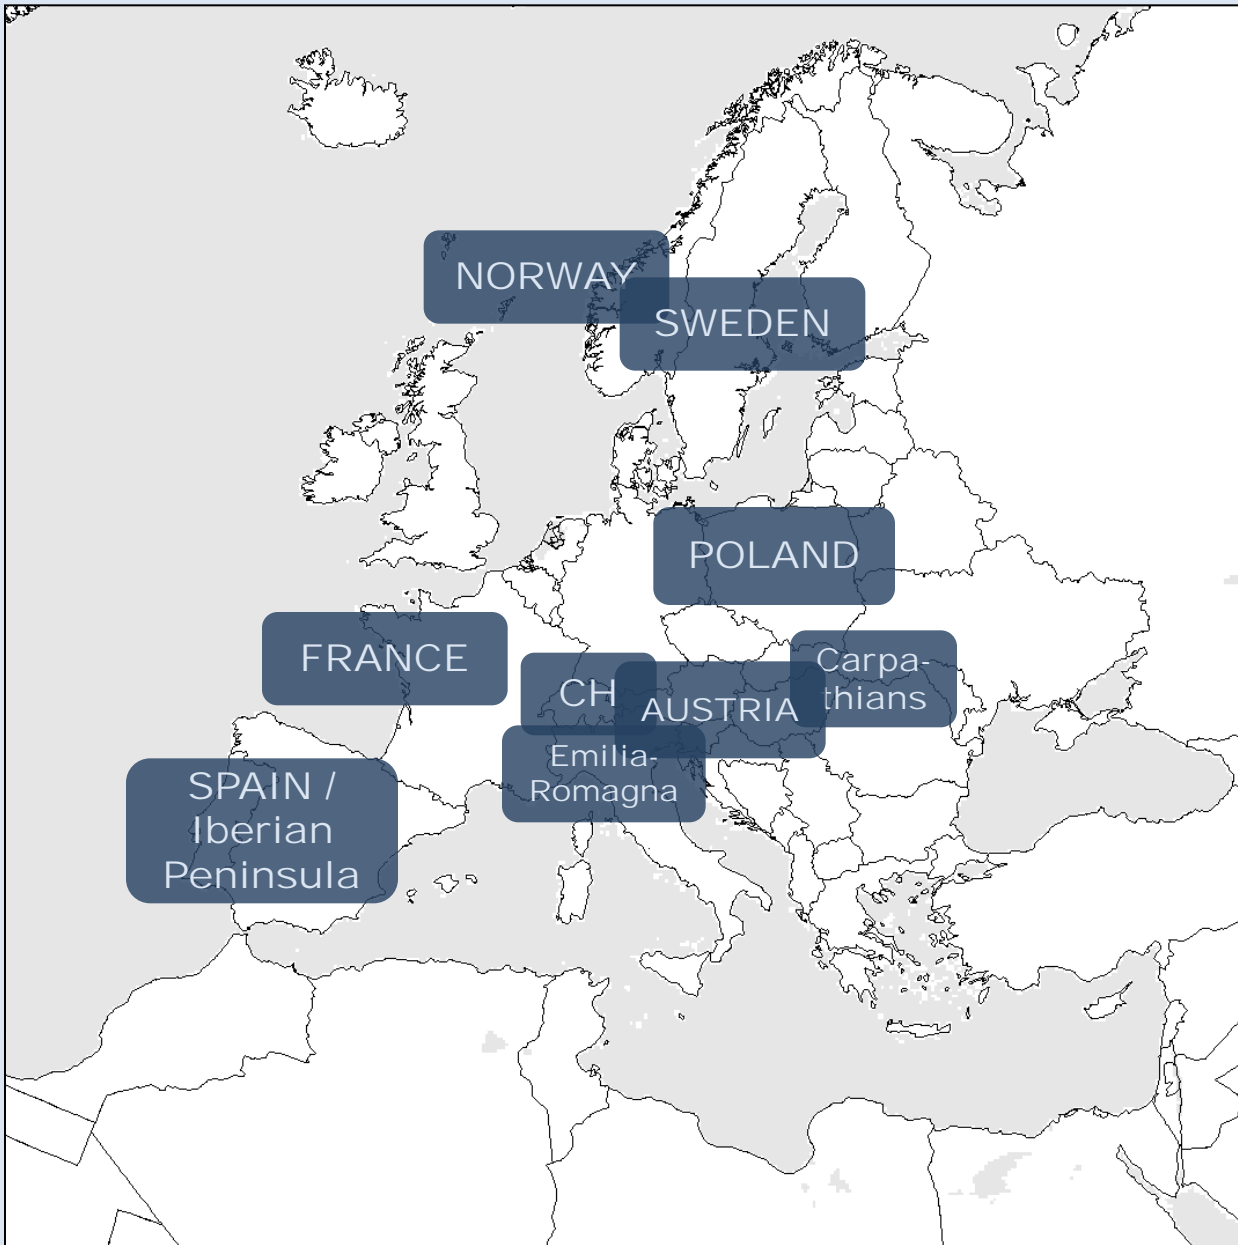 NORWAY
SWEDEN
POLAND
FRANCE
Carpa-
thians
CH
AUSTRIA
Emilia-
Romagna
SPAIN /
Iberian
Peninsula